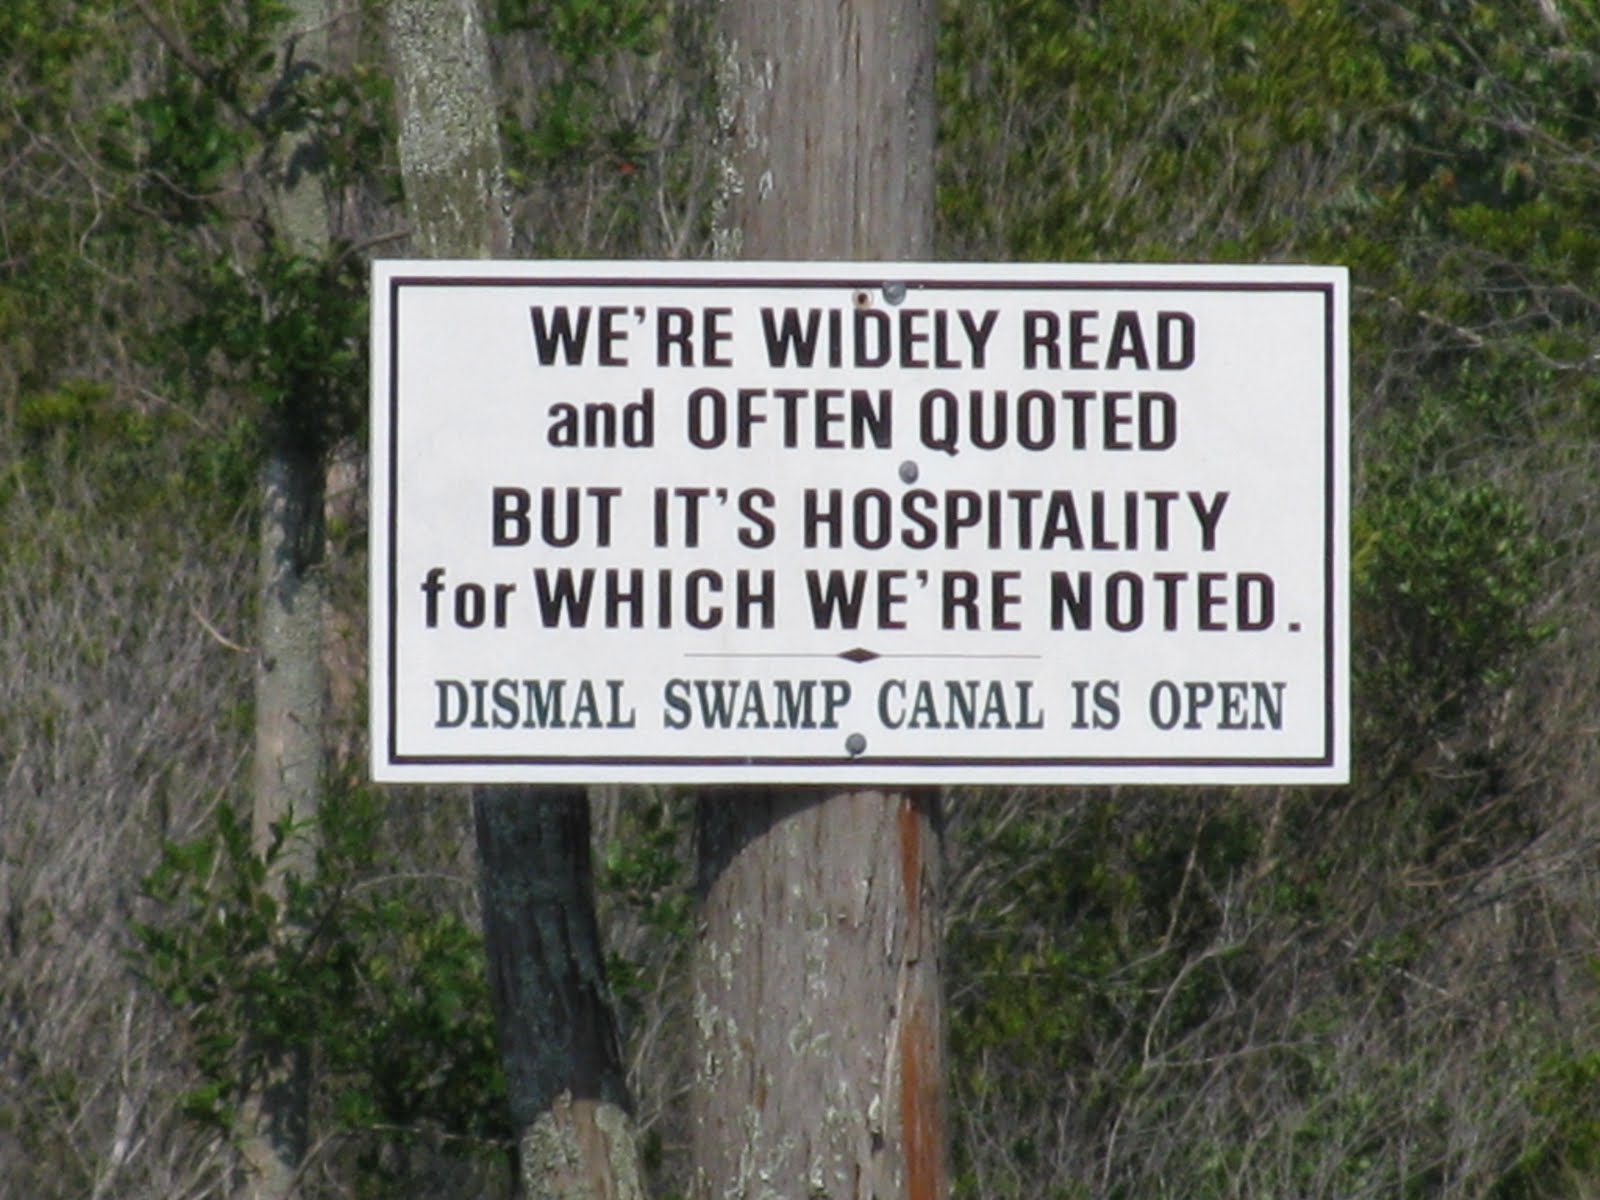 WE'RE WIDELY READ
and OFTEN QUOTED
BUT IT'S HOSPITALITY
for WHICH WE'RE NOTED.
DISMAL SWAMP CANAL IS OPEN